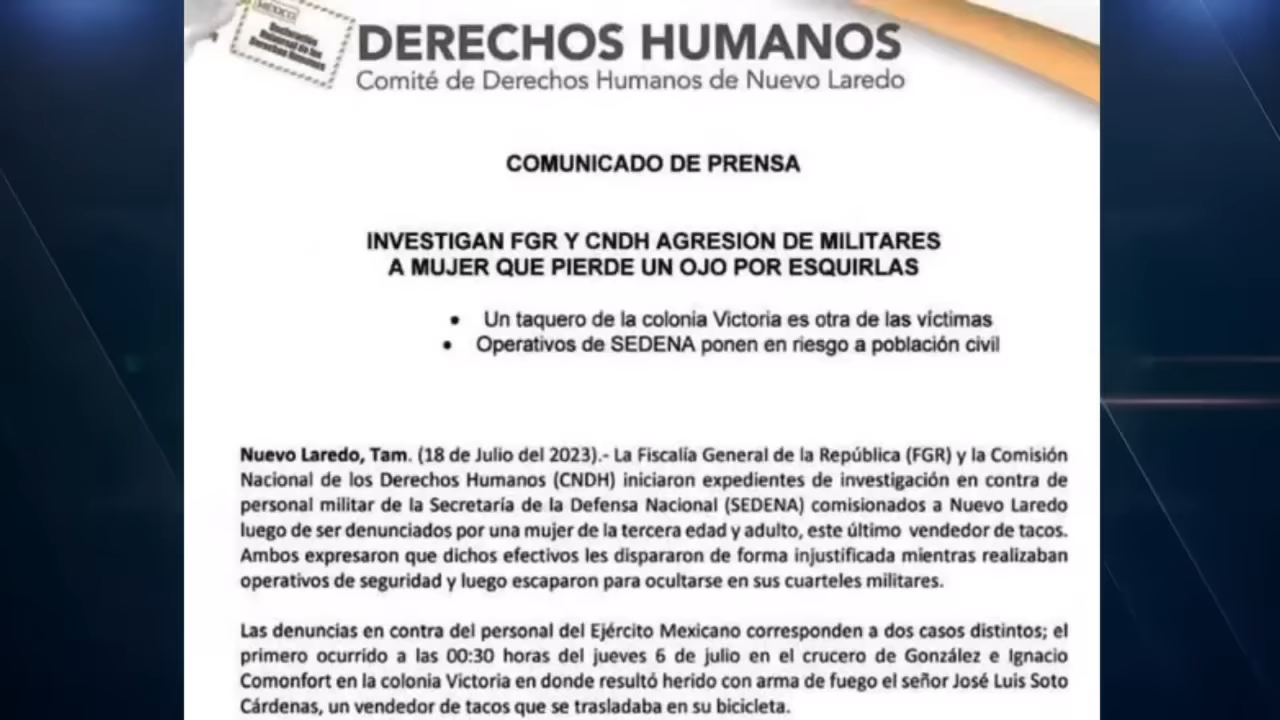 MÉXICO
DERECHOS HUMANOS
Comité de Derechos Humanos de Nuevo Laredo
COMUNICADO DE PRENSA
INVESTIGAN FGR Y CNDH AGRESION DE MILITARES
A MUJER QUE PIERDE UN OJO POR ESQUIRLAS
• Un taquero de la colonia Victoria es otra de las víctimas
• Operativos de SEDENA ponen en riesgo a población civil
Nuevo Laredo, Tam. (18 de Julio del 2023).- La Fiscalía General de la República (FGR) y la Comisión
Nacional de los Derechos Humanos (CNDH) iniciaron expedientes de investigación en contra de
personal militar de la Secretaría de la Defensa Nacional (SEDENA) comisionados a Nuevo Laredo
luego de ser denunciados por una mujer de la tercera edad y adulto, este último vendedor de tacos.
Ambos expresaron que dichos efectivos les dispararon de forma injustificada mientras realizaban
operativos de seguridad y luego escaparon para ocultarse en sus cuarteles militares.
Las denuncias en contra del personal del Ejército Mexicano corresponden a dos casos distintos; el
primero ocurrido a las 00:30 horas del jueves 6 de julio en el crucero de González e Ignacio
Comonfort en la colonia Victoria en donde resultó herido con arma de fuego el señor José Luis Soto
Cárdenas, un vendedor de tacos que se trasladaba en su bicicleta.